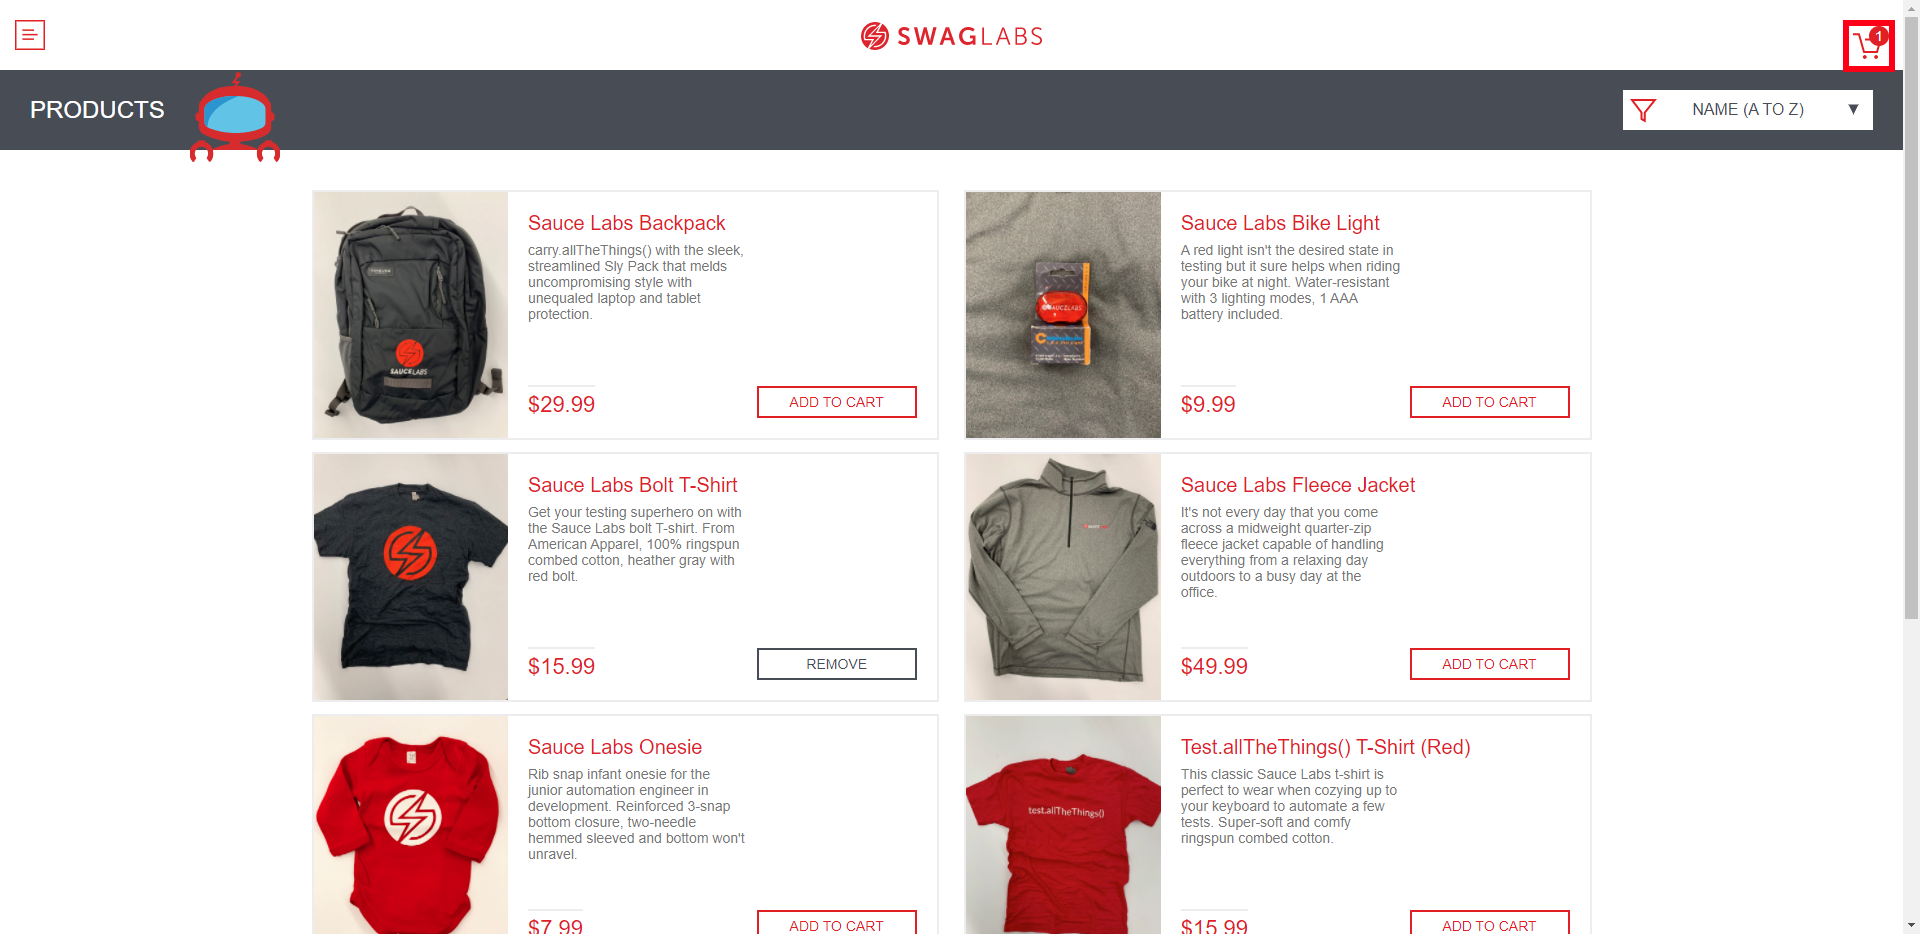 SWAGLABS
1
PRODUCTS
NAME (A TO Z)
Sauce Labs Backpack
carry.allTheThings() with the sleek,
streamlined Sly Pack that melds
uncompromising style with
unequaled laptop and tablet
protection.
$29.99
ADD TO CART
SAUCELABS
Sauce Labs Bike Light
A red light isn't the desired state in
testing but it sure helps when riding
your bike at night. Water-resistant
with 3 lighting modes, 1 AAA
battery included.
$9.99
ADD TO CART
SAUCELABS
Sauce Labs Bolt T-Shirt
Get your testing superhero on with
the Sauce Labs bolt T-shirt. From
American Apparel, 100% ringspun
combed cotton, heather gray with
red bolt.
$15.99
REMOVE
Sauce Labs Fleece Jacket
It's not every day that you come
across a midweight quarter-zip
fleece jacket capable of handling
everything from a relaxing day
outdoors to a busy day at the
office.
$49.99
ADD TO CART
Sauce Labs Onesie
Rib snap infant onesie for the
junior automation engineer in
development. Reinforced 3-snap
bottom closure, two-needle
hemmed sleeved and bottom won't
unravel.
$7.99
ADD TO CART
Test.allTheThings() T-Shirt (Red)
This classic Sauce Labs t-shirt is
perfect to wear when cozying up to
your keyboard to automate a few
tests. Super-soft and comfy
ringspun combed cotton.
$15.99
ADD TO CART
test.allTheThings()